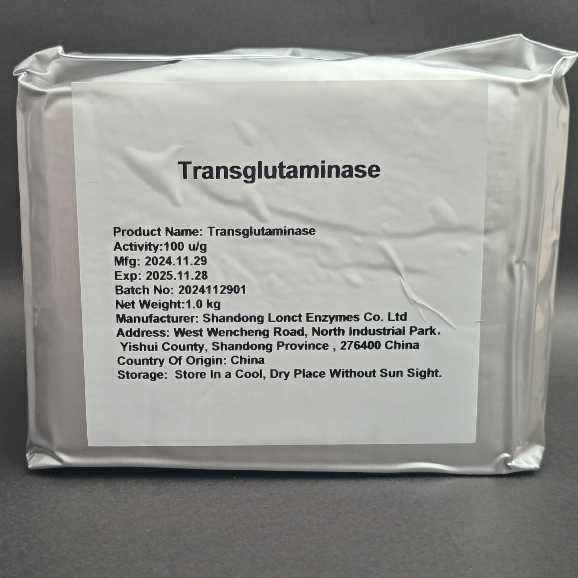 Transglutaminase
Product Name: Transglutaminase
Activity:100 u/g
Mfg: 2024.11.29
Exp: 2025.11.28
Batch No: 2024112901
Net Weight:1.0 kg
Manufacturer: Shandong Lonct Enzymes Co. Ltd
Address: West Wencheng Road, North Industrial Park.
Yishui County, Shandong Province , 276400 China
Country Of Origin: China
Storage: Store In a Cool, Dry Place Without Sun Sight.